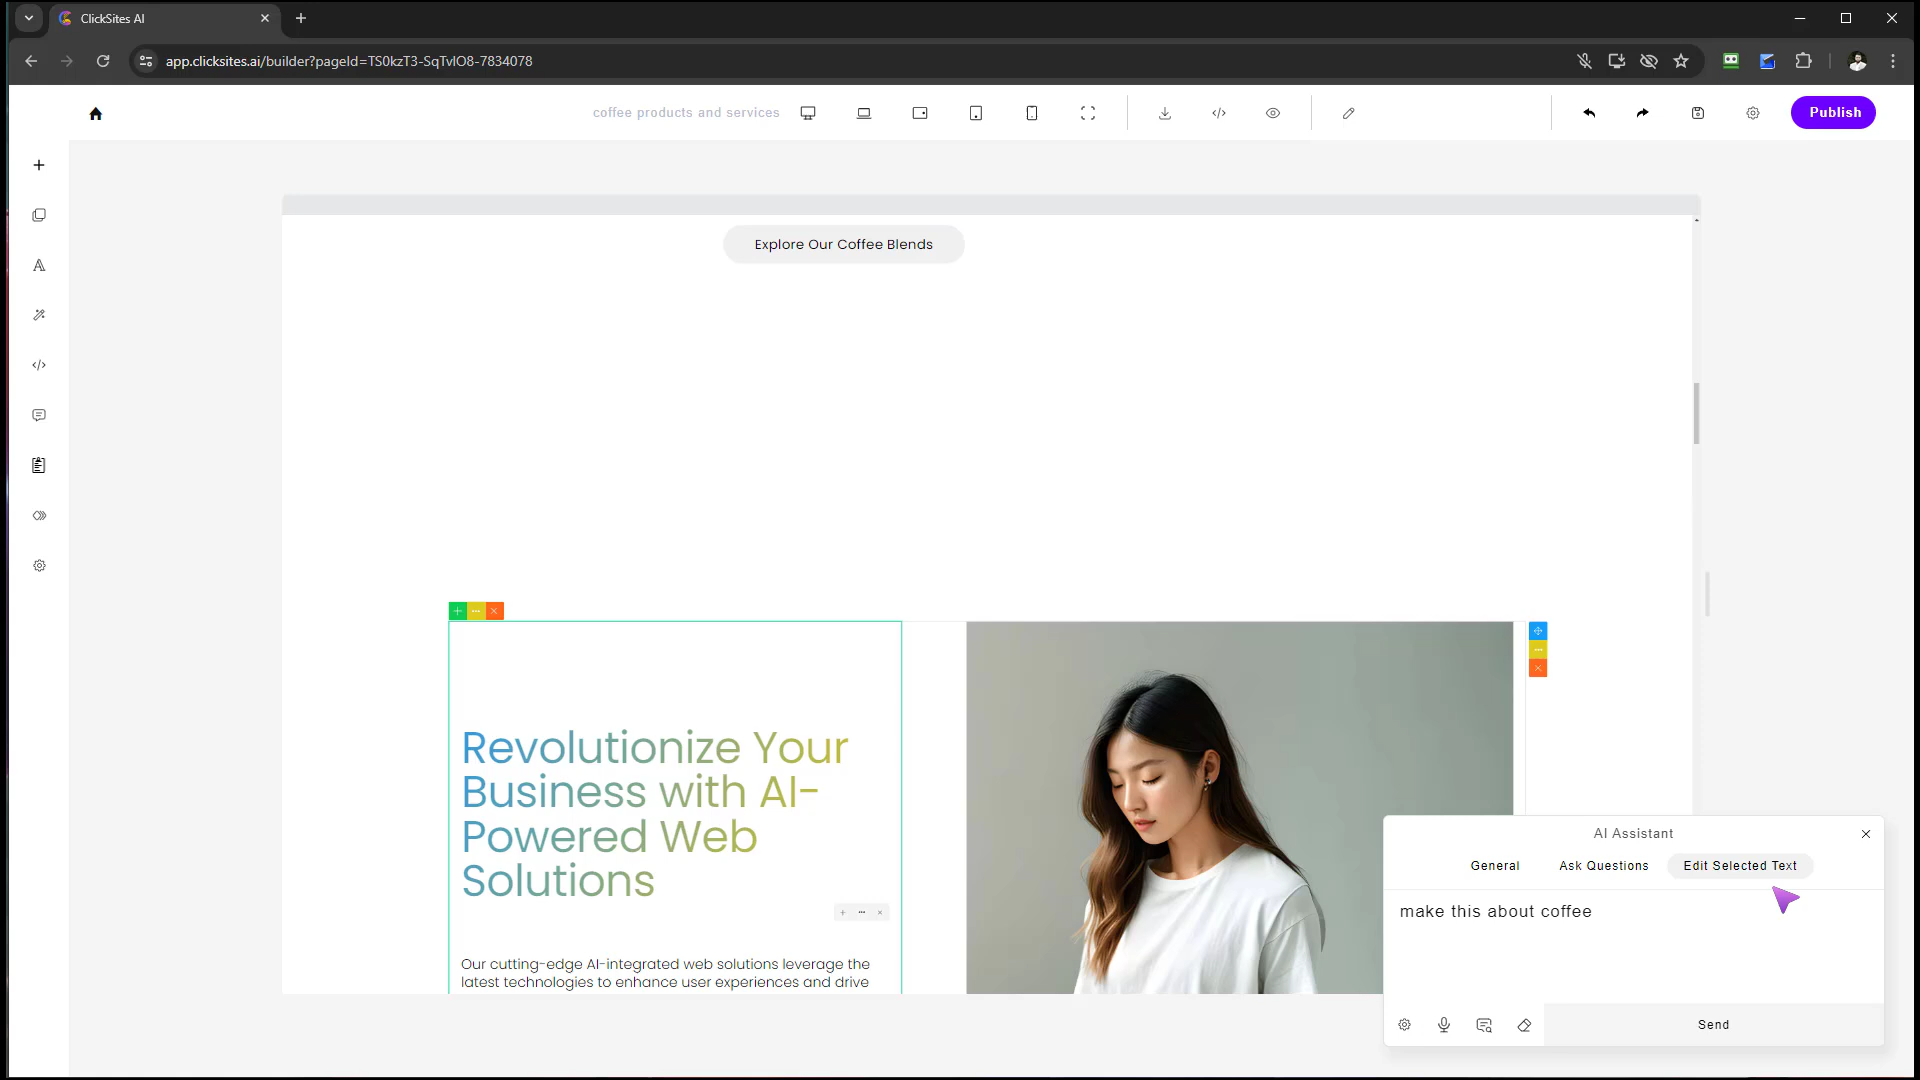 ClickSites AI
app.clicksites.ai/builder?pageId=TS0kzT3-SqTvlO8-7834078
coffee products and services
Publish
Explore Our Coffee Blends
Revolutionize Your
Business with AI-
Powered Web
Solutions
Our cutting-edge AI-integrated web solutions leverage the
latest technologies to enhance user experiences and drive
AI Assistant
General
Ask Questions
Edit Selected Text
make this about coffee
Send